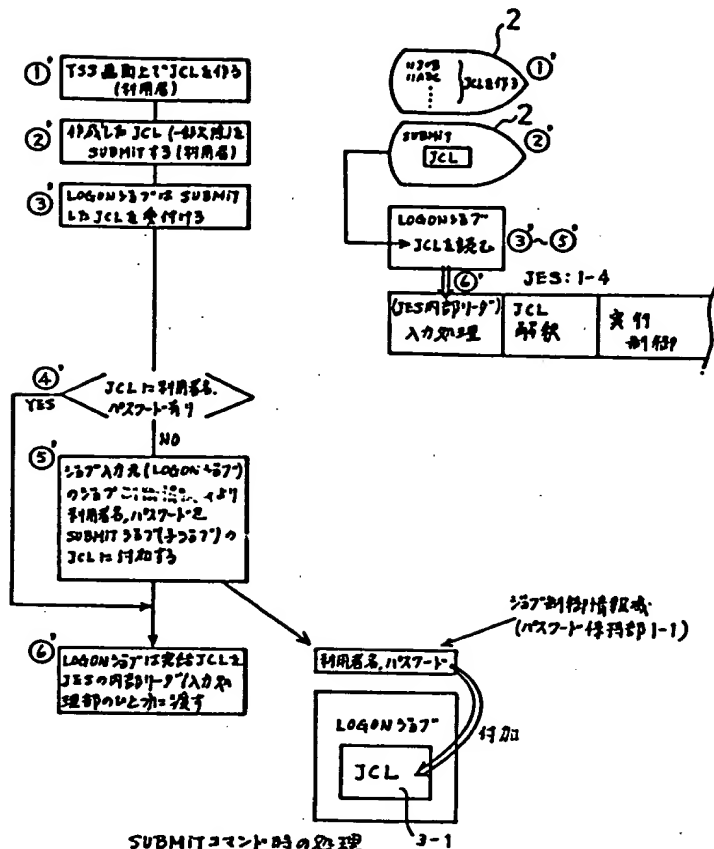 ①'
TSS画面上でJCLを作る
(利用者)
②'
作成したJCL(一部欠除)を
SUBMITする(利用者)
③'
LOGONジョブはSUBMIT
したJCLを受付ける
④'
JCLに利用者名,
パスワード有り
YES
NO
⑤'
ジョブ入力元(LOGONジョブ)
のジョブ より
利用者名,パスワードを
SUBMITジョブ(子ジョブ)の
JCLに付加する
⑥'
LOGONジョブは完結JCLを
JESの内部リーダ(入力処
理部のひとつ)に渡す
2
①'
//JOB
//ABC
JCLを作る
2
②'
SUBMIT
JCL
LOGONジョブ
JCLを読む
③'~⑤'
⑥'
JES:1-4
(JES内部リーダ)
入力処理
JCL
解釈
実行
制御
ジョブ制御情報域
(パスワード保持部1-1)
利用者名,パスワード
付加
LOGONジョブ
JCL
3-1
SUBMITコマンド時の処理